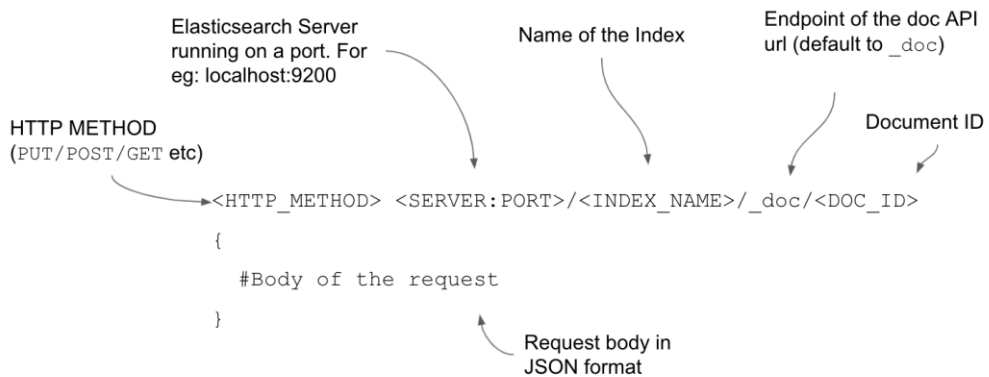 Elasticsearch Server
running on a port. For
eg: localhost:9200
Name of the Index
Endpoint of the doc API
url (default to _doc)
HTTP METHOD
(PUT/POST/GET etc)
Document ID
<HTTP_METHOD> <SERVER:PORT>/<INDEX_NAME>/_doc/<DOC_ID>
{
#Body of the request
}
Request body in
JSON format